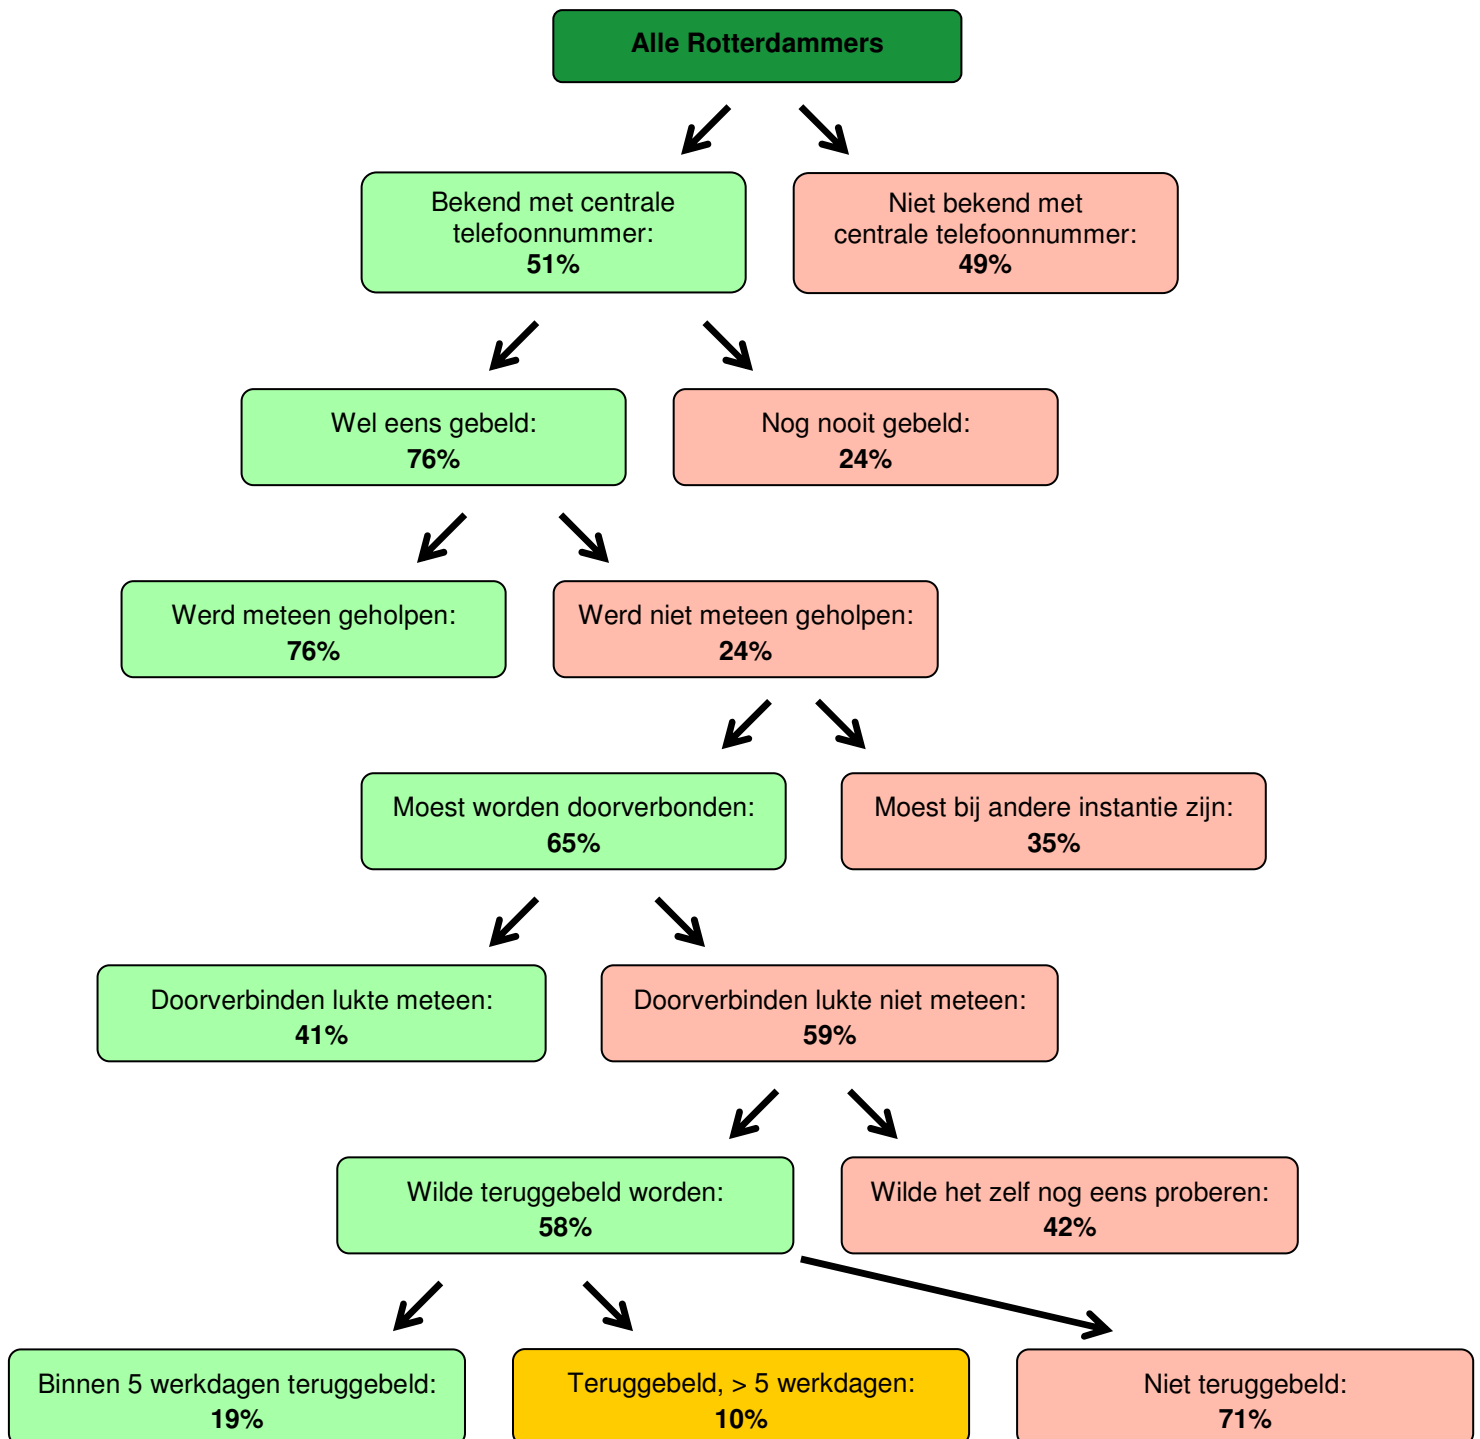 Alle Rotterdammers
Bekend met centrale
telefoonnummer:
51%
Niet bekend met
centrale telefoonnummer:
49%
Wel eens gebeld:
76%
Nog nooit gebeld:
24%
Werd meteen geholpen:
76%
Werd niet meteen geholpen:
24%
Moest worden doorverbonden:
65%
Moest bij andere instantie zijn:
35%
Doorverbinden lukte meteen:
41%
Doorverbinden lukte niet meteen:
59%
Wilde teruggebeld worden:
58%
Wilde het zelf nog eens proberen:
42%
Binnen 5 werkdagen teruggebeld:
19%
Teruggebeld, > 5 werkdagen:
10%
Niet teruggebeld:
71%